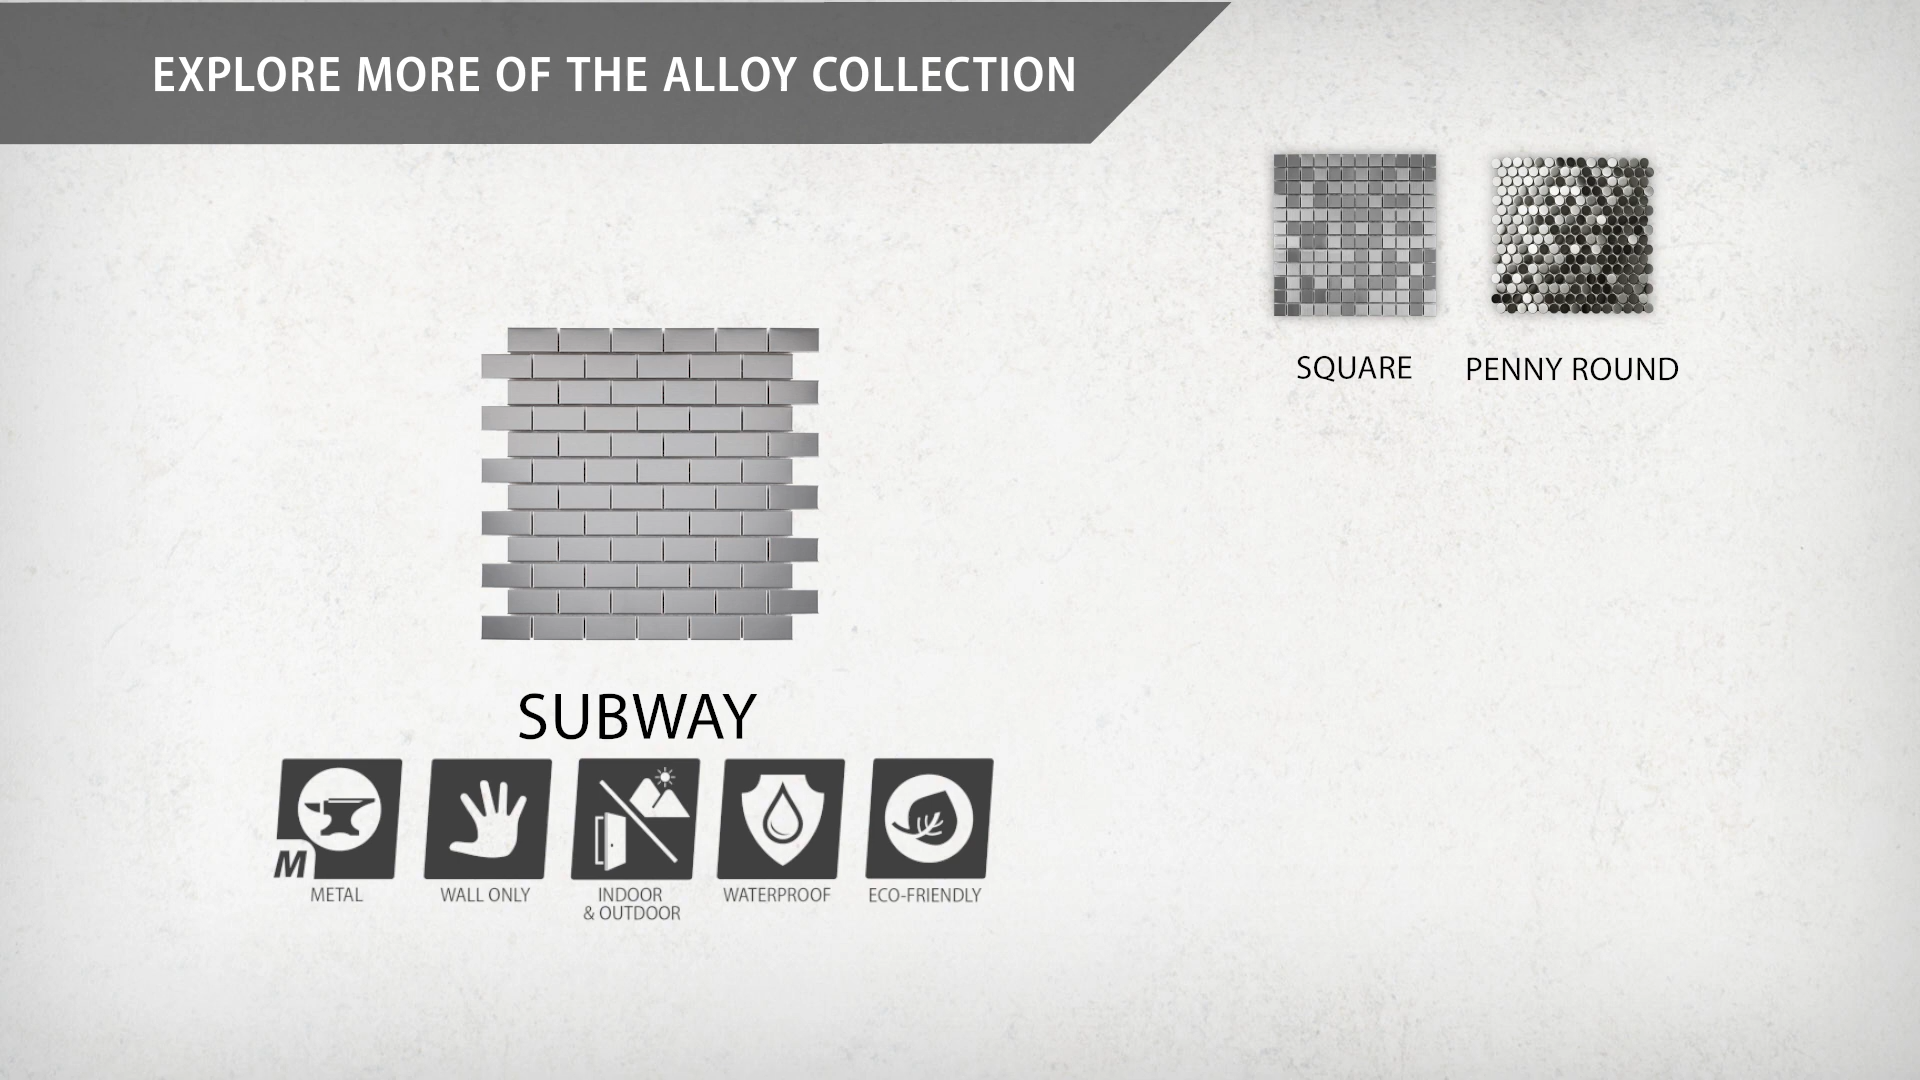 EXPLORE MORE OF THE ALLOY COLLECTION
SQUARE
PENNY ROUND
SUBWAY
M
METAL
WALL ONLY
INDOOR
& OUTDOOR
WATERPROOF
ECO-FRIENDLY